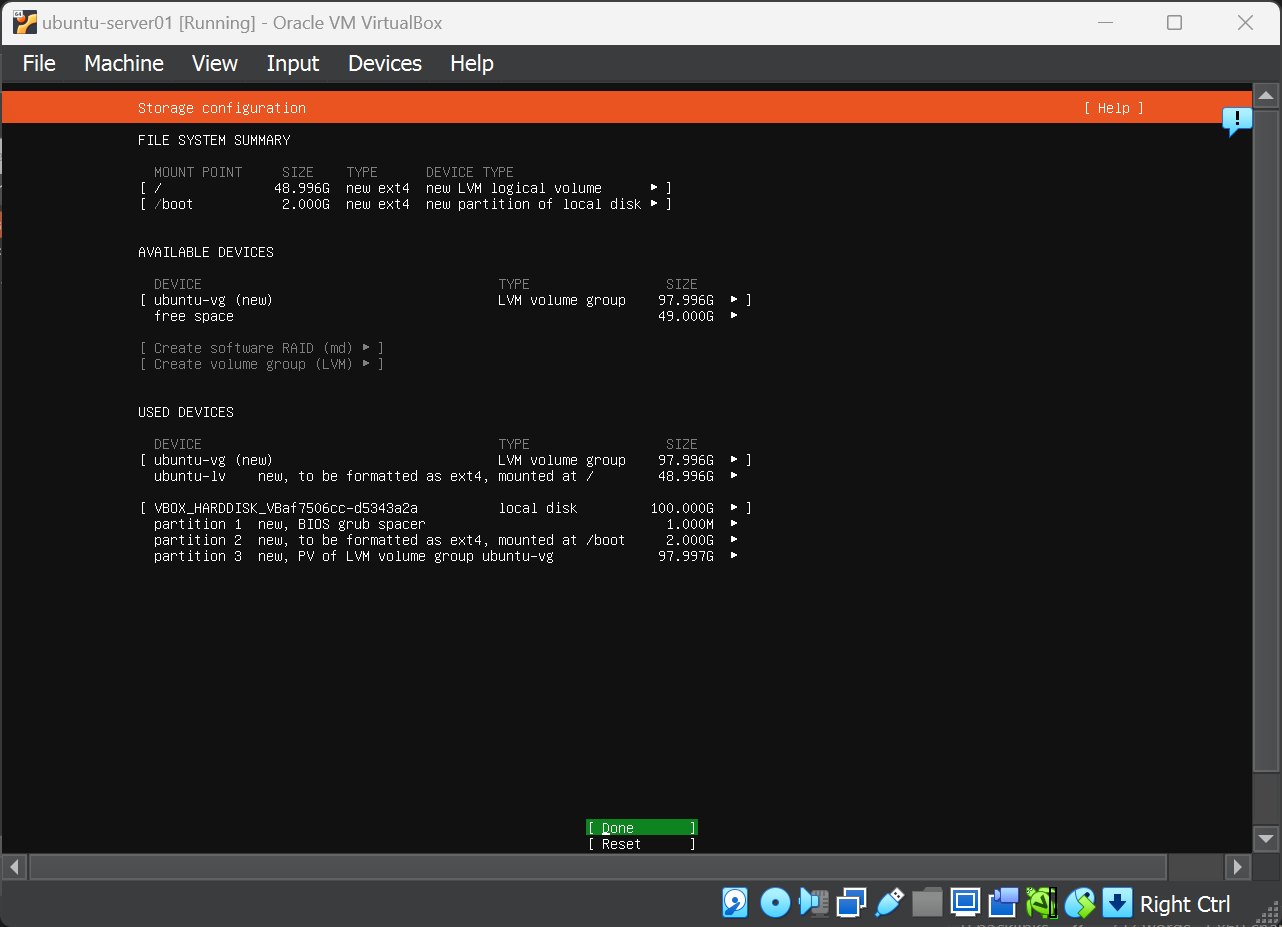 ubuntu-server01 [Running] - Oracle VM VirtualBox
File Machine View Input Devices Help
Storage configuration [ Help ]
FILE SYSTEM SUMMARY
MOUNT POINT SIZE TYPE DEVICE TYPE
[ / 48.996G new ext4 new LVM logical volume ▸ ]
[ /boot 2.000G new ext4 new partition of local disk ▸ ]
AVAILABLE DEVICES
DEVICE TYPE SIZE
[ ubuntu-vg (new) LVM volume group 97.996G ▸ ]
free space 49.000G ▸
[ Create software RAID (md) ▸ ]
[ Create volume group (LVM) ▸ ]
USED DEVICES
DEVICE TYPE SIZE
[ ubuntu-vg (new) LVM volume group 97.996G ▸ ]
ubuntu-lv new, to be formatted as ext4, mounted at / 48.996G ▸
[ VBOX_HARDDISK_VBaf7506cc-d5343a2a local disk 100.000G ▸ ]
partition 1 new, BIOS grub spacer 1.000M ▸
partition 2 new, to be formatted as ext4, mounted at /boot 2.000G ▸
partition 3 new, PV of LVM volume group ubuntu-vg 97.997G ▸
[ Done ]
[ Reset ]
Right Ctrl